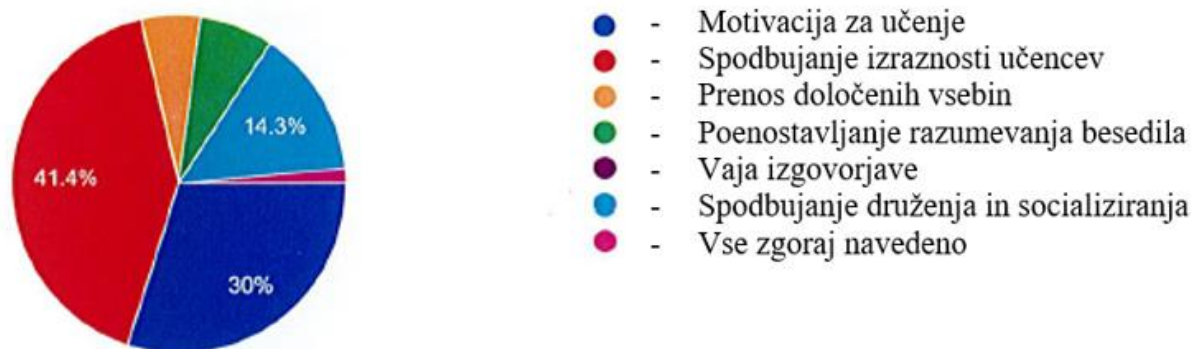 14.3%
41.4%
30%
- Motivacija za učenje
- Spodbujanje izraznosti učencev
- Prenos določenih vsebin
- Poenostavljanje razumevanja besedila
- Vaja izgovorjave
- Spodbujanje druženja in socializiranja
- Vse zgoraj navedeno